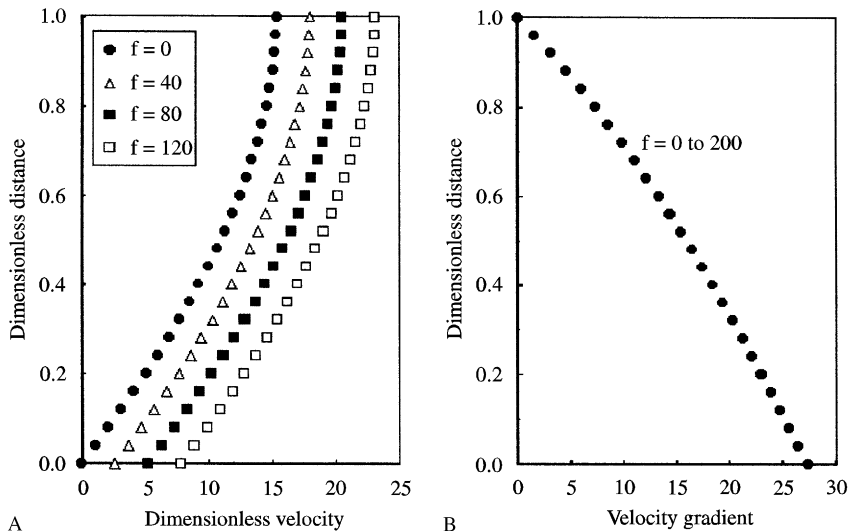 1.0
0.8
0.6
0.4
0.2
0.0
Dimensionless distance
f = 0
f = 40
f = 80
f = 120
0 5 10 15 20 25
Dimensionless velocity
A
1.0
0.8
0.6
0.4
0.2
0.0
Dimensionless distance
f = 0 to 200
0 5 10 15 20 25 30
Velocity gradient
B